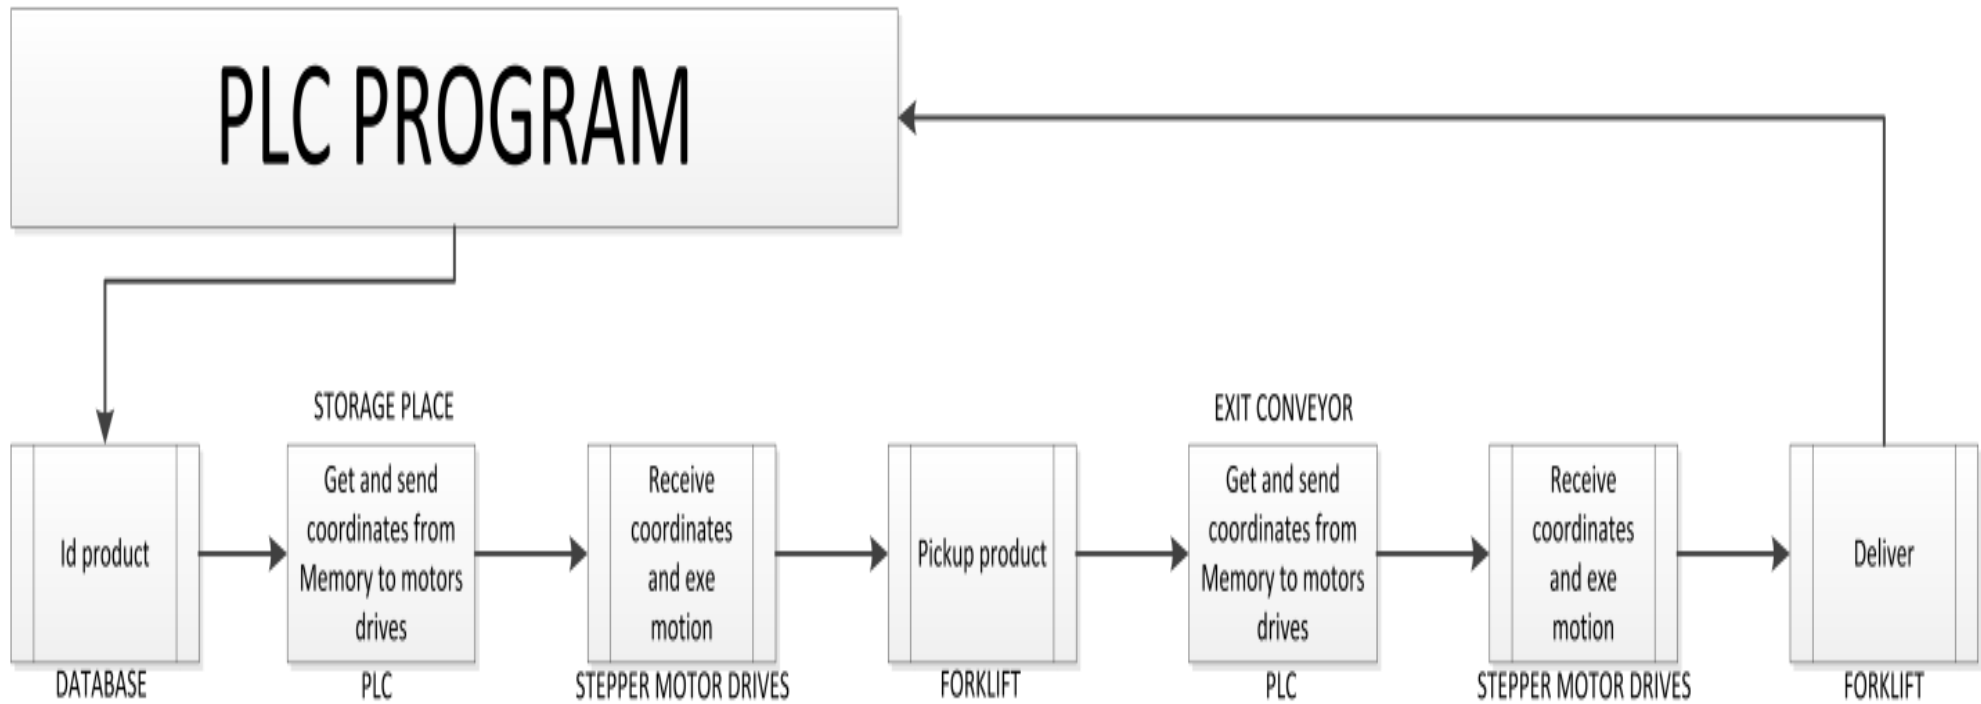 PLC PROGRAM
STORAGE PLACE
EXIT CONVEYOR
Id product
DATABASE
Get and send
coordinates from
Memory to motors
drives
PLC
Receive
coordinates
and exe
motion
STEPPER MOTOR DRIVES
Pickup product
FORKLIFT
Get and send
coordinates from
Memory to motors
drives
PLC
Receive
coordinates
and exe
motion
STEPPER MOTOR DRIVES
Deliver
FORKLIFT